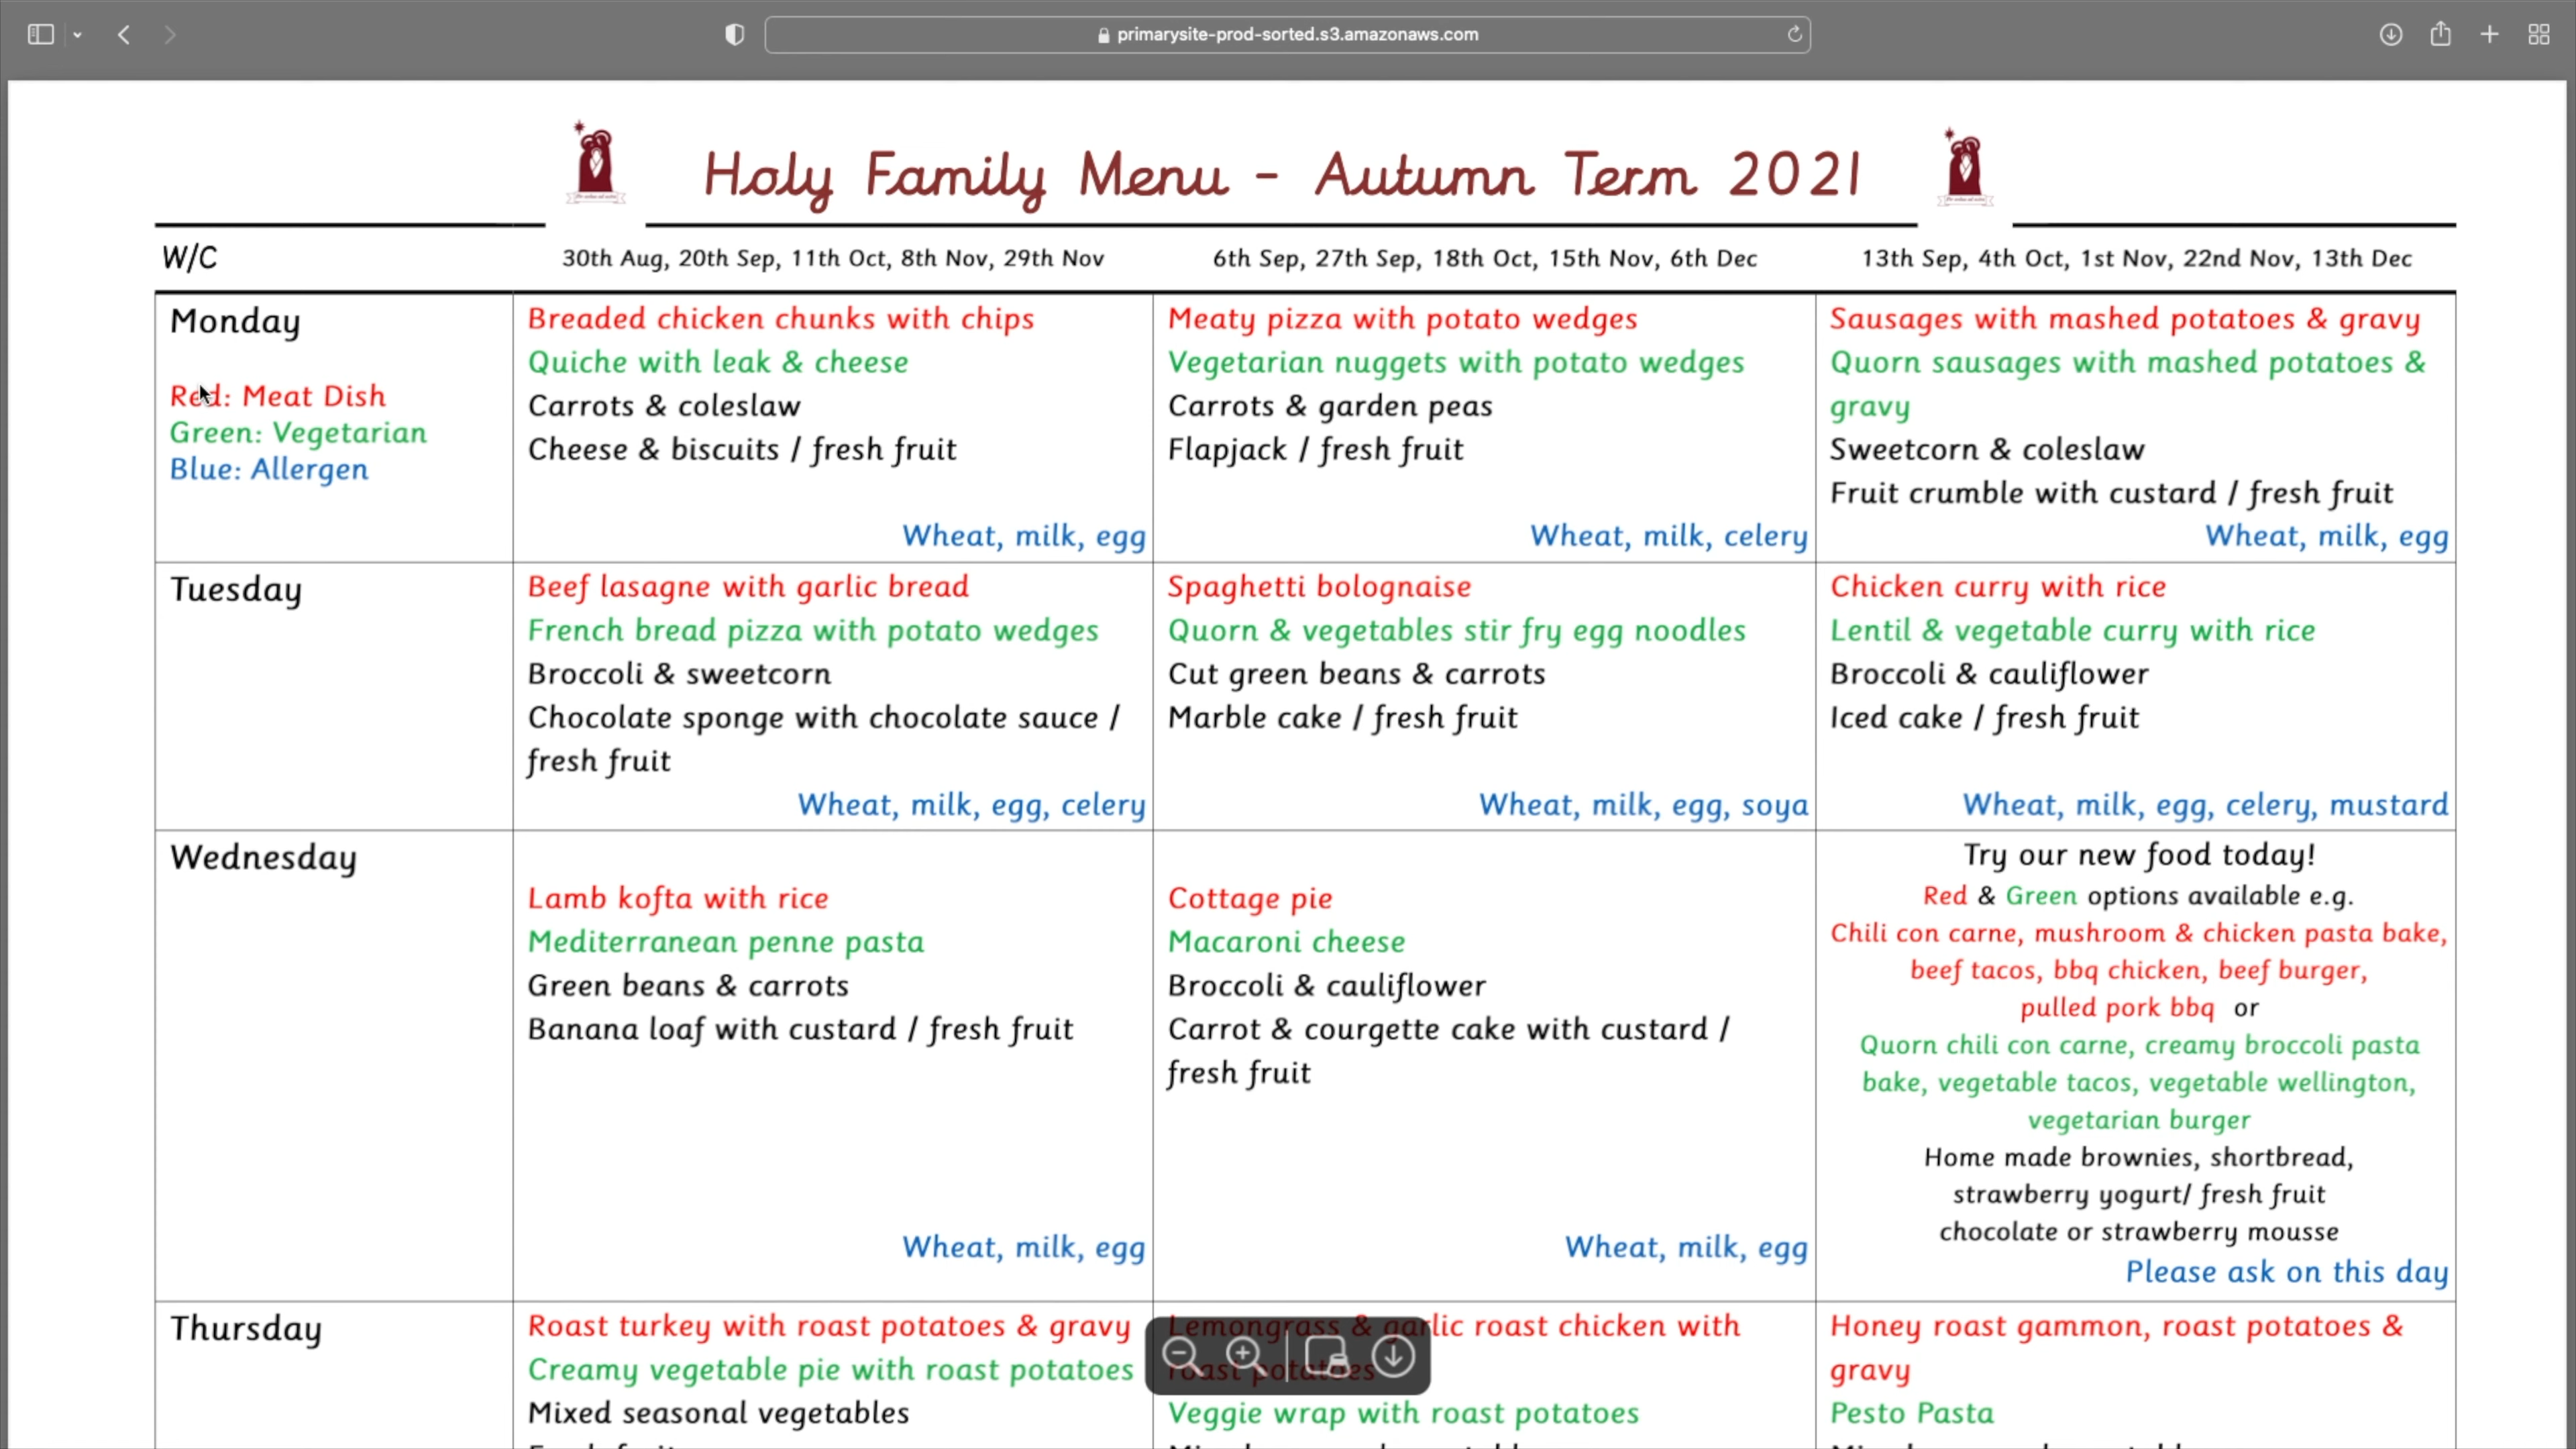 primarysite-prod-sorted.s3.amazonaws.com
Holy Family Menu - Autumn Term 2021
W/C
30th Aug, 20th Sep, 11th Oct, 8th Nov, 29th Nov
6th Sep, 27th Sep, 18th Oct, 15th Nov, 6th Dec
13th Sep, 4th Oct, 1st Nov, 22nd Nov, 13th Dec
Monday
Red: Meat Dish
Green: Vegetarian
Blue: Allergen
Breaded chicken chunks with chips
Quiche with leak & cheese
Carrots & coleslaw
Cheese & biscuits / fresh fruit
Wheat, milk, egg
Meaty pizza with potato wedges
Vegetarian nuggets with potato wedges
Carrots & garden peas
Flapjack / fresh fruit
Wheat, milk, celery
Sausages with mashed potatoes & gravy
Quorn sausages with mashed potatoes &
gravy
Sweetcorn & coleslaw
Fruit crumble with custard / fresh fruit
Wheat, milk, egg
Tuesday
Beef lasagne with garlic bread
French bread pizza with potato wedges
Broccoli & sweetcorn
Chocolate sponge with chocolate sauce /
fresh fruit
Wheat, milk, egg, celery
Spaghetti bolognaise
Quorn & vegetables stir fry egg noodles
Cut green beans & carrots
Marble cake / fresh fruit
Wheat, milk, egg, soya
Chicken curry with rice
Lentil & vegetable curry with rice
Broccoli & cauliflower
Iced cake / fresh fruit
Wheat, milk, egg, celery, mustard
Wednesday
Lamb kofta with rice
Mediterranean penne pasta
Green beans & carrots
Banana loaf with custard / fresh fruit
Wheat, milk, egg
Cottage pie
Macaroni cheese
Broccoli & cauliflower
Carrot & courgette cake with custard /
fresh fruit
Wheat, milk, egg
Try our new food today!
Red & Green options available e.g.
Chili con carne, mushroom & chicken pasta bake,
beef tacos, bbq chicken, beef burger,
pulled pork bbq or
Quorn chili con carne, creamy broccoli pasta
bake, vegetable tacos, vegetable wellington,
vegetarian burger
Home made brownies, shortbread,
strawberry yogurt/ fresh fruit
chocolate or strawberry mousse
Please ask on this day
Thursday
Roast turkey with roast potatoes & gravy
Creamy vegetable pie with roast potatoes
Mixed seasonal vegetables
Lemongrass & garlic roast chicken with
roast potatoes
Veggie wrap with roast potatoes
Honey roast gammon, roast potatoes &
gravy
Pesto Pasta